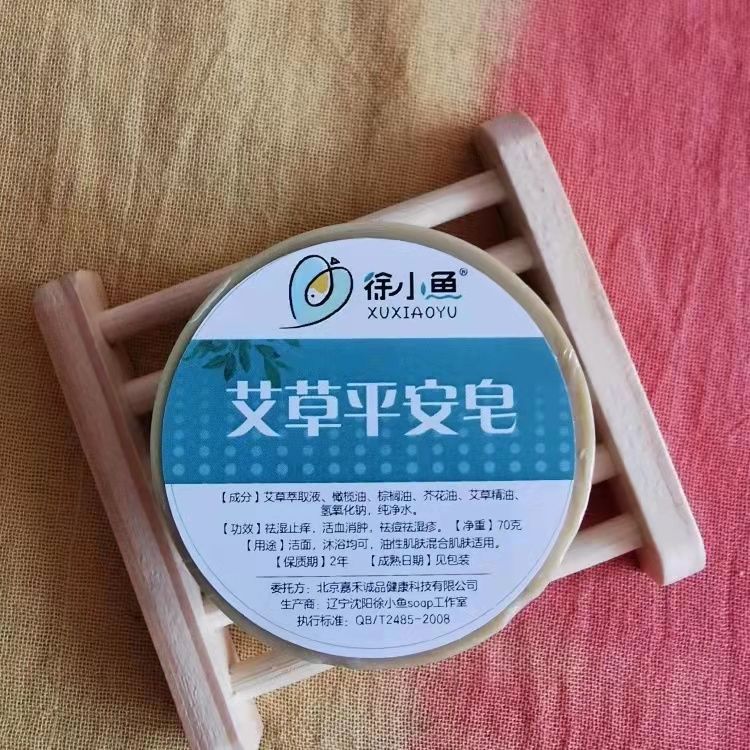 徐小鱼®
XUXIAOYU
艾草平安皂
【成分】艾草萃取液、橄榄油、棕榈油、芥花油、艾草精油、
氢氧化钠，纯净水。
【功效】祛湿止痒，活血消肿，祛痘祛湿疹。【净重】70克
【用途】洁面，沐浴均可，油性肌肤混合肌肤适用。
【保质期】2年 【成熟日期】见包装
委托方：北京嘉禾诚品健康科技有限公司
生产商：辽宁沈阳徐小鱼soap工作室
执行标准：QB/T2485-2008